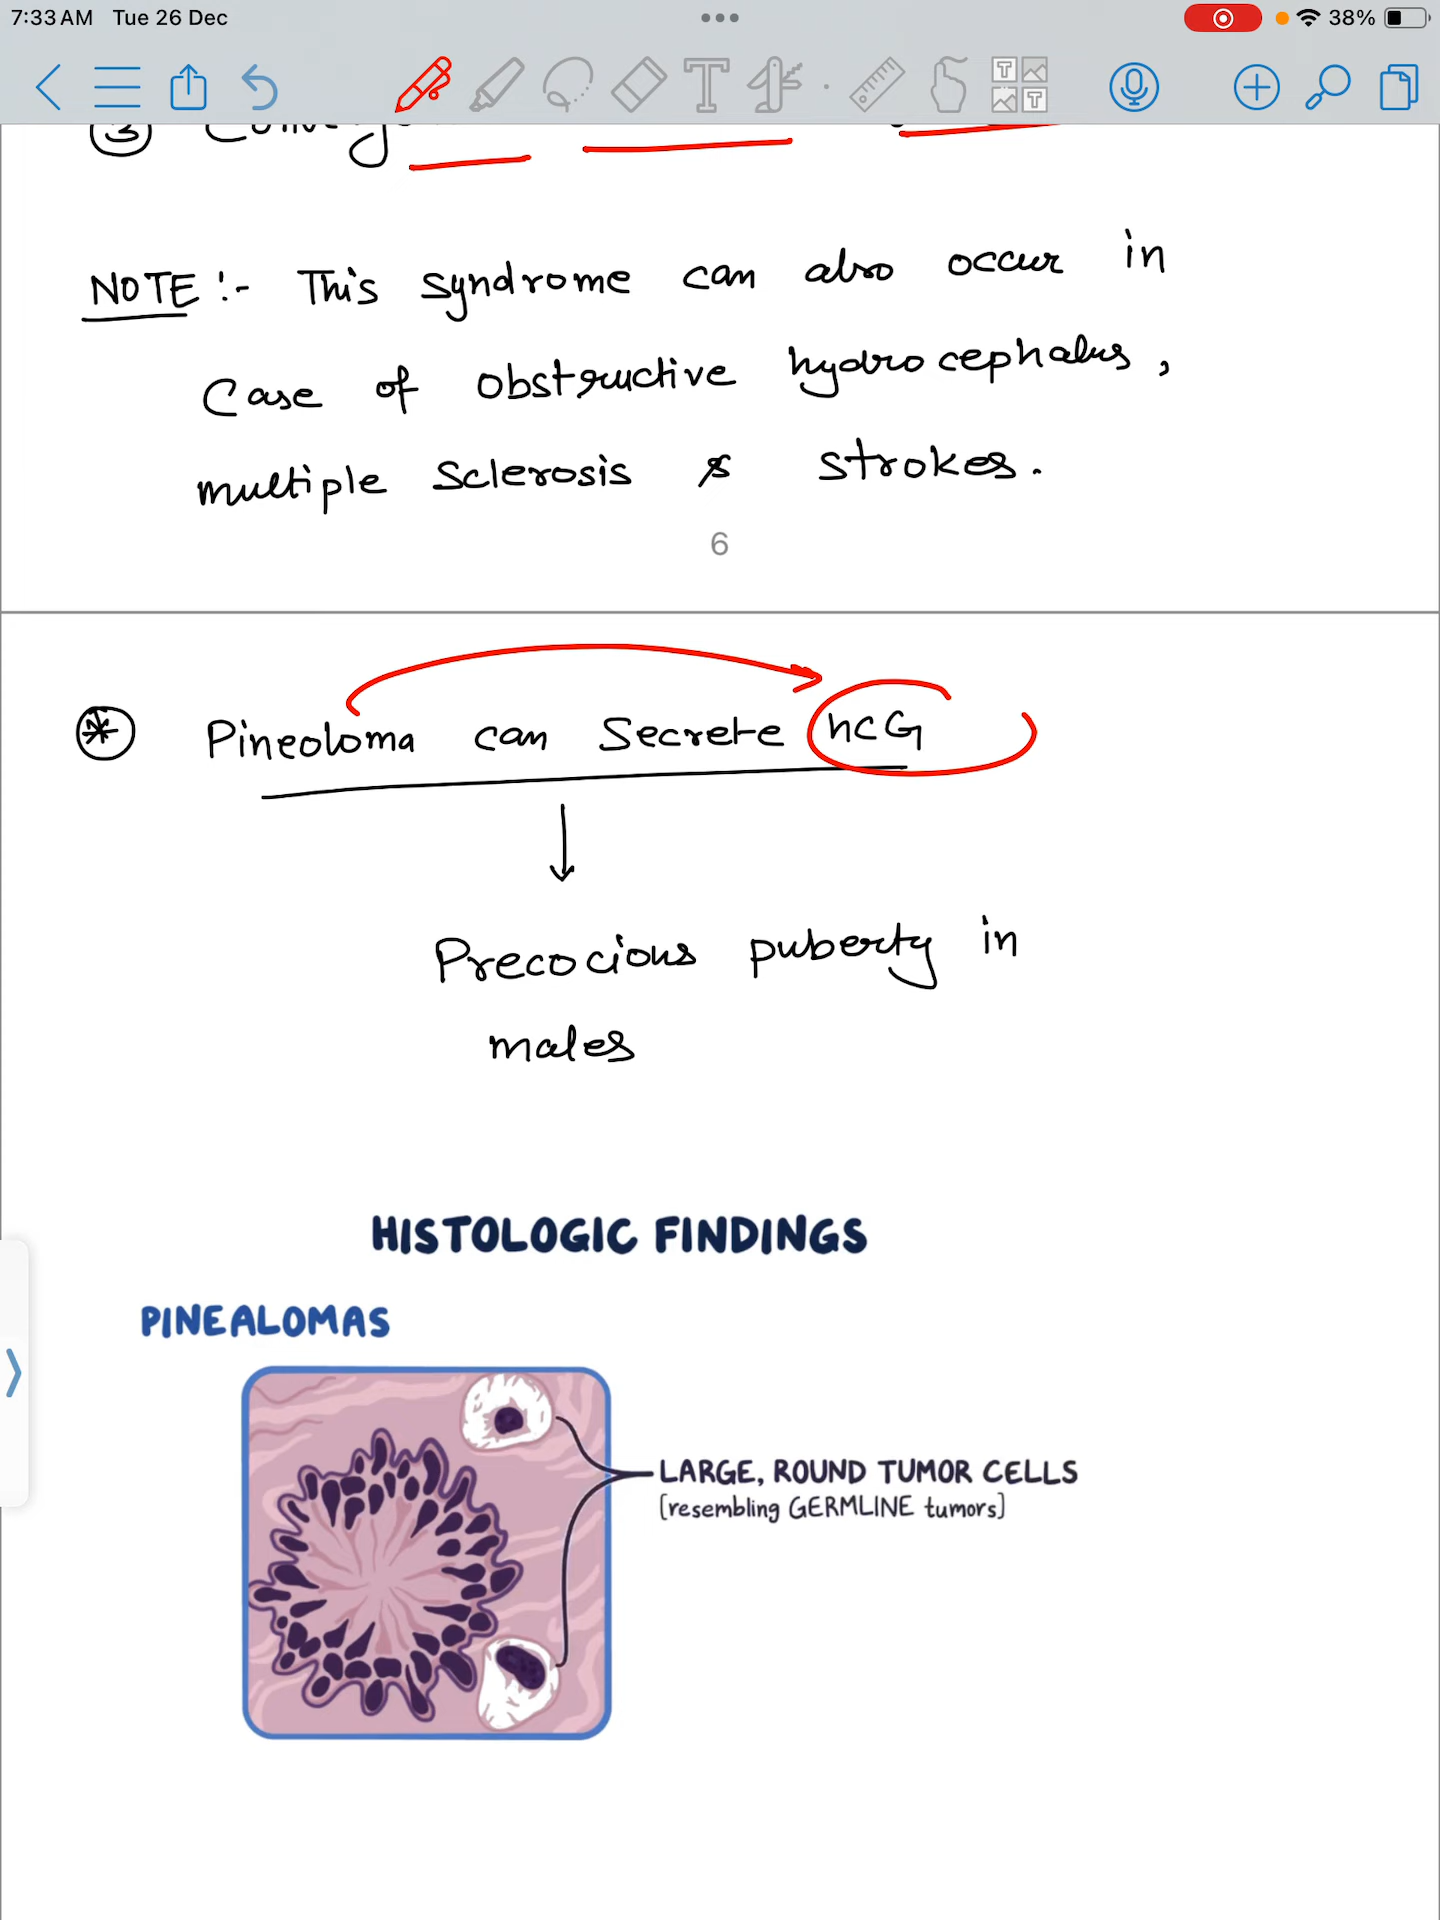 7:33 AM Tue 26 Dec
38%
NOTE :- This syndrome can also occur in
Case of obstructive hydrocephalus,
multiple Sclerosis & strokes.
6
* Pineoloma can Secrete hCG
Precocious puberty in
males
HISTOLOGIC FINDINGS
PINEALOMAS
LARGE, ROUND TUMOR CELLS
[resembling GERMLINE tumors]